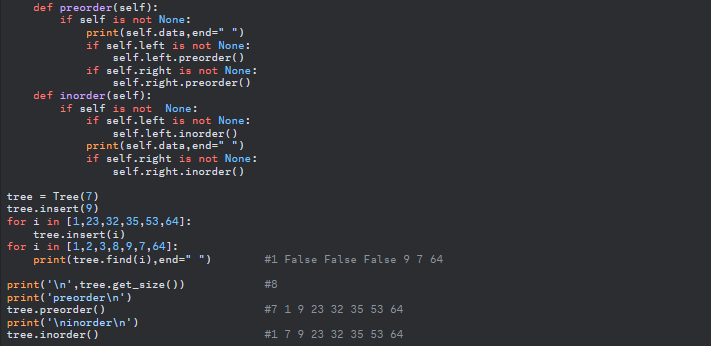 def preorder(self):
if self is not None:
print(self.data,end=" ")
if self.left is not None:
self.left.preorder()
if self.right is not None:
self.right.preorder()
def inorder(self):
if self is not  None:
if self.left is not None:
self.left.inorder()
print(self.data,end=" ")
if self.right is not None:
self.right.inorder()
tree = Tree(7)
tree.insert(9)
for i in [1,23,32,35,53,64]:
tree.insert(i)
for i in [1,2,3,8,9,7,64]:
print(tree.find(i),end=" ")        #1 False False False 9 7 64
print('\n',tree.get_size())            #8
print('preorder\n')
tree.preorder()                        #7 1 9 23 32 35 53 64
print('\ninorder\n')
tree.inorder()                         #1 7 9 23 32 35 53 64